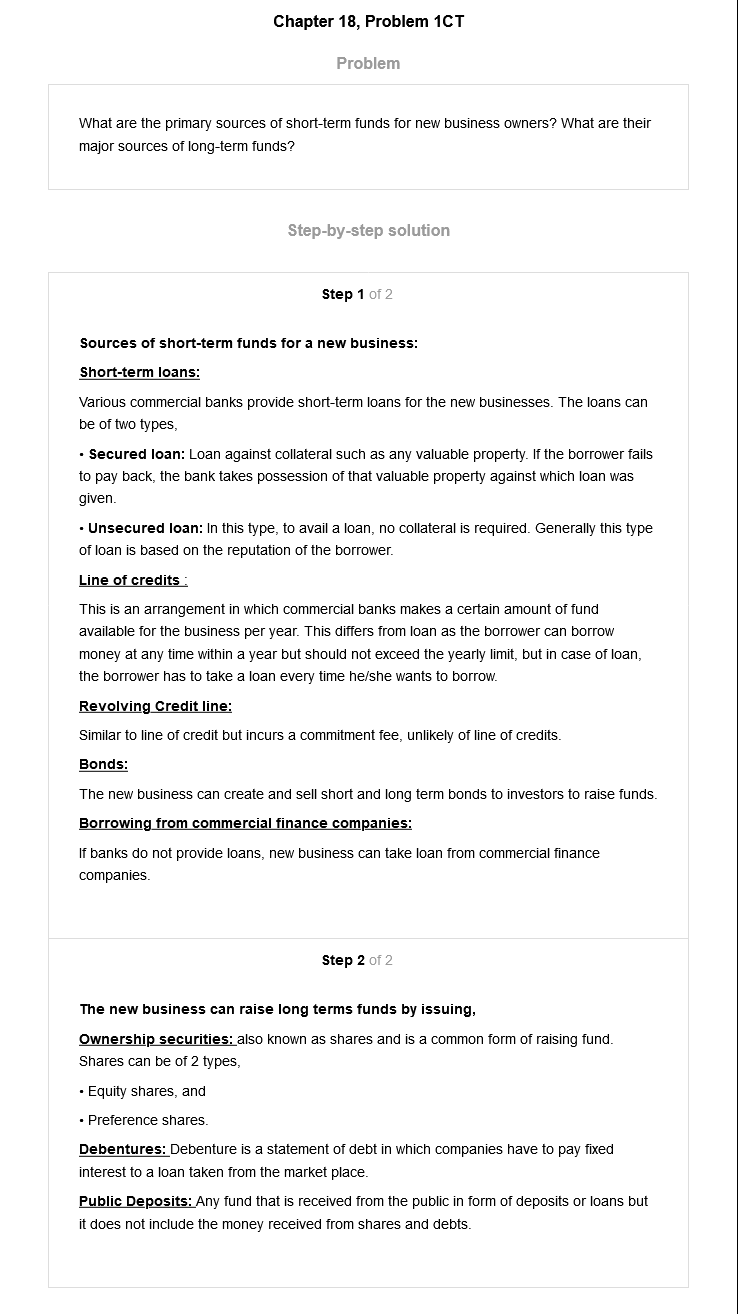 Chapter 18, Problem 1CT
Problem
What are the primary sources of short-term funds for new business owners? What are their
major sources of long-term funds?
Step-by-step solution
Step 1 of 2
Sources of short-term funds for a new business:
Short-term loans:
Various commercial banks provide short-term loans for the new businesses. The loans can
be of two types,
• Secured loan: Loan against collateral such as any valuable property. If the borrower fails
to pay back, the bank takes possession of that valuable property against which loan was
given.
• Unsecured loan: In this type, to avail a loan, no collateral is required. Generally this type
of loan is based on the reputation of the borrower.
Line of credits :
This is an arrangement in which commercial banks makes a certain amount of fund
available for the business per year. This differs from loan as the borrower can borrow
money at any time within a year but should not exceed the yearly limit, but in case of loan,
the borrower has to take a loan every time he/she wants to borrow.
Revolving Credit line:
Similar to line of credit but incurs a commitment fee, unlikely of line of credits.
Bonds:
The new business can create and sell short and long term bonds to investors to raise funds.
Borrowing from commercial finance companies:
If banks do not provide loans, new business can take loan from commercial finance
companies.
Step 2 of 2
The new business can raise long terms funds by issuing,
Ownership securities: also known as shares and is a common form of raising fund.
Shares can be of 2 types,
• Equity shares, and
• Preference shares.
Debentures: Debenture is a statement of debt in which companies have to pay fixed
interest to a loan taken from the market place.
Public Deposits: Any fund that is received from the public in form of deposits or loans but
it does not include the money received from shares and debts.